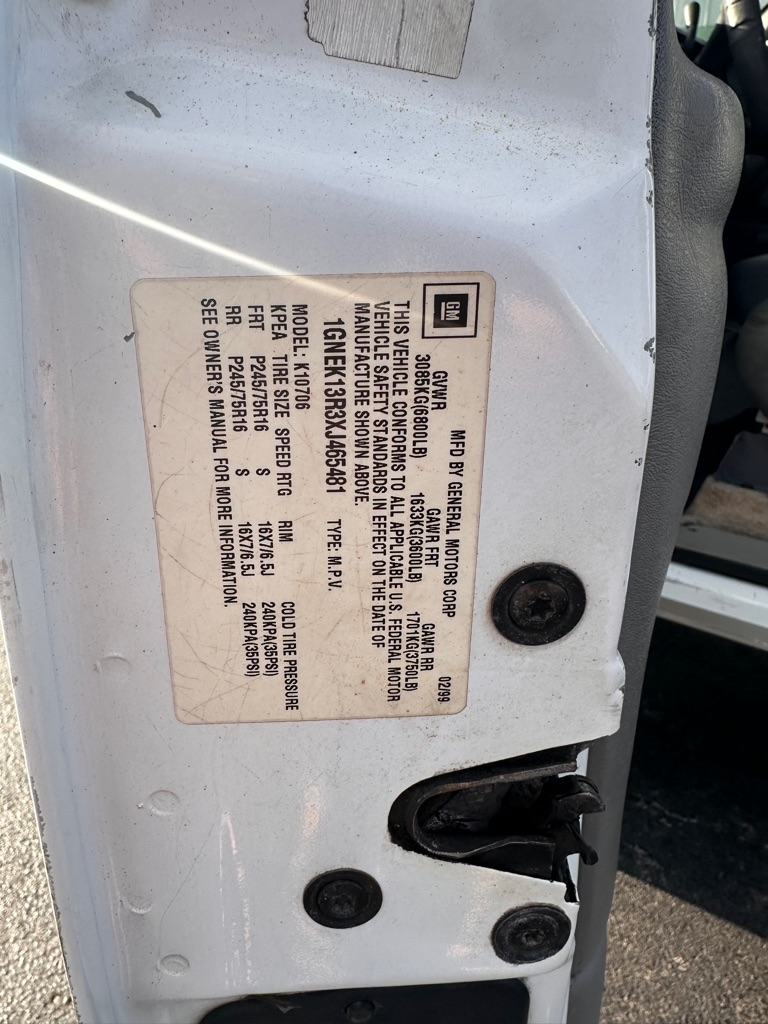 GM
MFD BY GENERAL MOTORS CORP 02/99
GVWR GAWR FRT GAWR RR
3085KG(6800LB) 1633KG(3600LB) 1701KG(3750LB)
THIS VEHICLE CONFORMS TO ALL APPLICABLE U.S. FEDERAL MOTOR
VEHICLE SAFETY STANDARDS IN EFFECT ON THE DATE OF
MANUFACTURE SHOWN ABOVE.
1GNEK13R3XJ465481 TYPE: M.P.V.
MODEL: K10706
KPEA TIRE SIZE SPEED RTG RIM COLD TIRE PRESSURE
FRT P245/75R16 S 16X7/6.5J 240KPA(35PSI)
RR P245/75R16 S 16X7/6.5J 240KPA(35PSI)
SEE OWNER'S MANUAL FOR MORE INFORMATION.